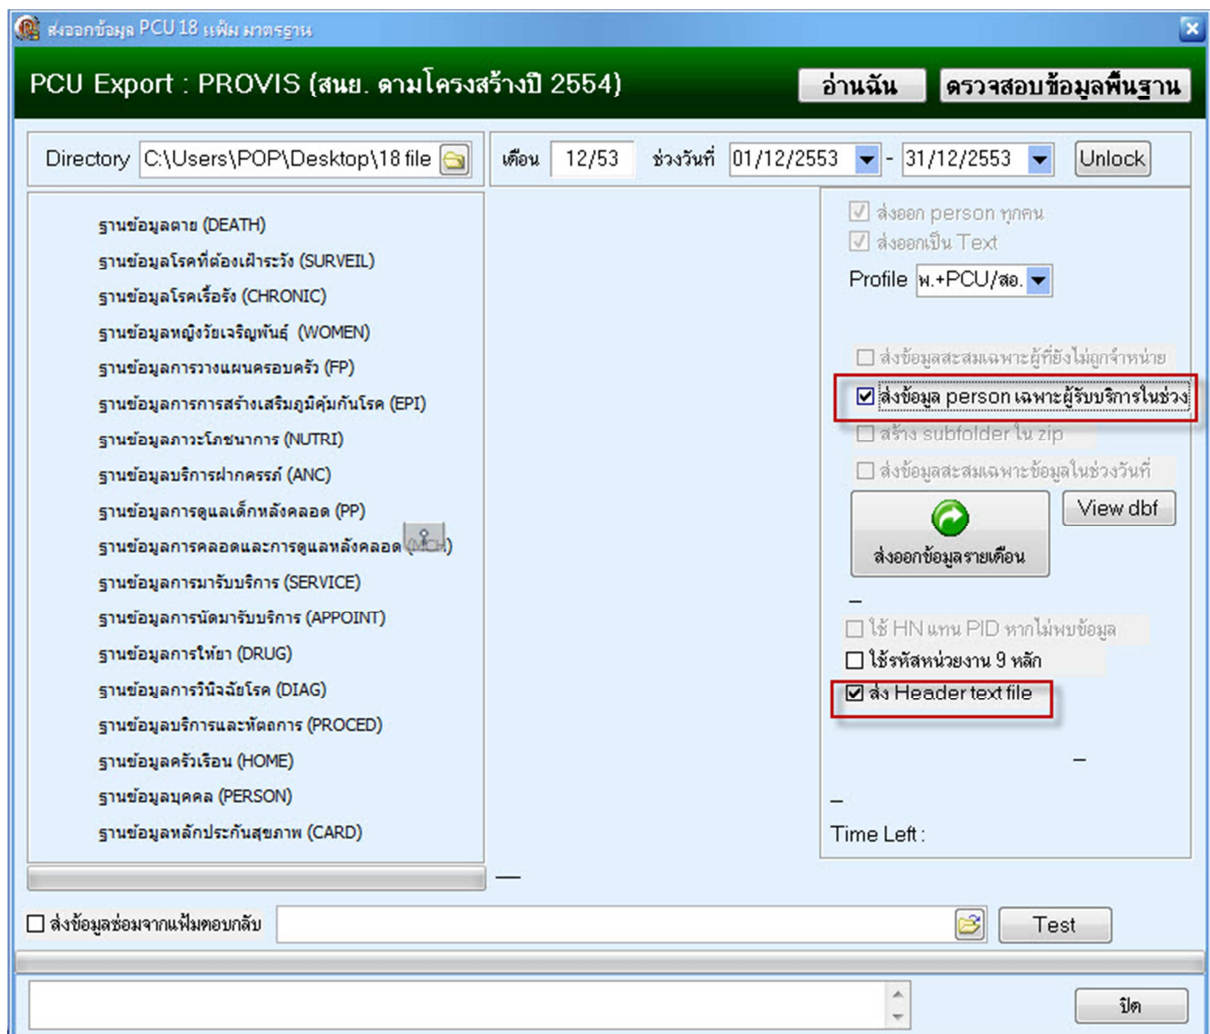 ส่งออกข้อมูล PCU 18 แฟ้ม มาตรฐาน
PCU Export : PROVIS (สนย. ตามโครงสร้างปี 2554)
อ่านฉัน
ตรวจสอบข้อมูลพื้นฐาน
Directory C:\Users\POP\Desktop\18 file
เดือน 12/53 ช่วงวันที่ 01/12/2553 - 31/12/2553 Unlock
ฐานข้อมูลตาย (DEATH)
ฐานข้อมูลโรคที่ต้องเฝ้าระวัง (SURVEIL)
ฐานข้อมูลโรคเรื้อรัง (CHRONIC)
ฐานข้อมูลหญิงวัยเจริญพันธุ์ (WOMEN)
ฐานข้อมูลการวางแผนครอบครัว (FP)
ฐานข้อมูลการการสร้างเสริมภูมิคุ้มกันโรค (EPI)
ฐานข้อมูลภาวะโภชนาการ (NUTRI)
ฐานข้อมูลบริการฝากครรภ์ (ANC)
ฐานข้อมูลการดูแลเด็กหลังคลอด (PP)
ฐานข้อมูลการคลอดและการดูแลหลังคลอด (MCH)
ฐานข้อมูลการมารับบริการ (SERVICE)
ฐานข้อมูลการนัดมารับบริการ (APPOINT)
ฐานข้อมูลการให้ยา (DRUG)
ฐานข้อมูลการวินิจฉัยโรค (DIAG)
ฐานข้อมูลบริการและหัตถการ (PROCED)
ฐานข้อมูลครัวเรือน (HOME)
ฐานข้อมูลบุคคล (PERSON)
ฐานข้อมูลหลักประกันสุขภาพ (CARD)
ส่งออก person ทุกคน
ส่งออกเป็น Text
Profile พ.+PCU/สอ.
ส่งข้อมูลสะสมเฉพาะผู้ที่ยังไม่ถูกจำหน่าย
ส่งข้อมูล person เฉพาะผู้รับบริการในช่วง
สร้าง subfolder ใน zip
ส่งข้อมูลสะสมเฉพาะข้อมูลในช่วงวันที่
ส่งออกข้อมูลรายเดือน
View dbf
ใช้ HN แทน PID หากไม่พบข้อมูล
ใช้รหัสหน่วยงาน 9 หลัก
ส่ง Header text file
Time Left :
ส่งข้อมูลซ่อมจากแฟ้มตอบกลับ
Test
ปิด